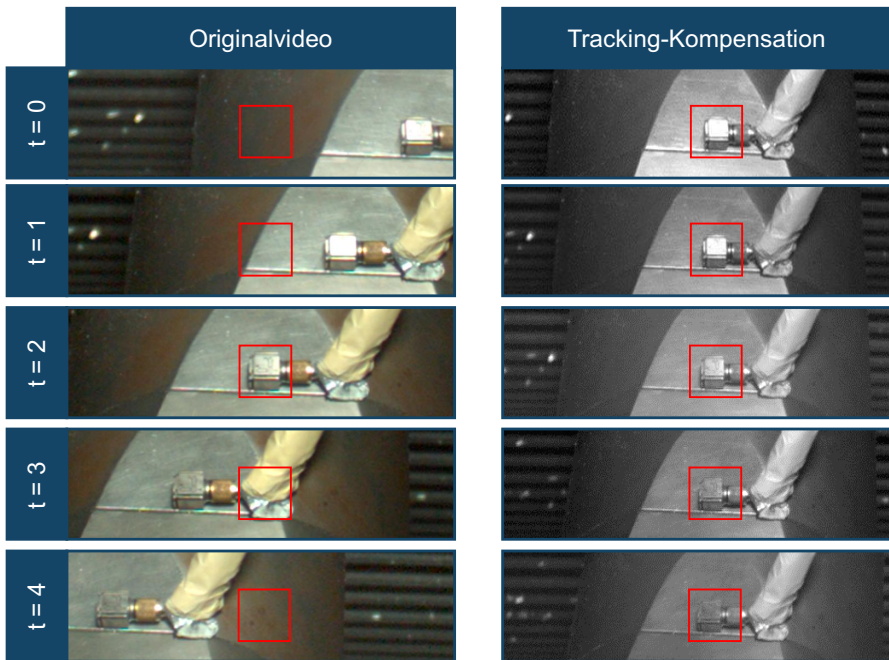 Originalvideo
Tracking-Kompensation
t = 0
t = 1
t = 2
t = 3
t = 4